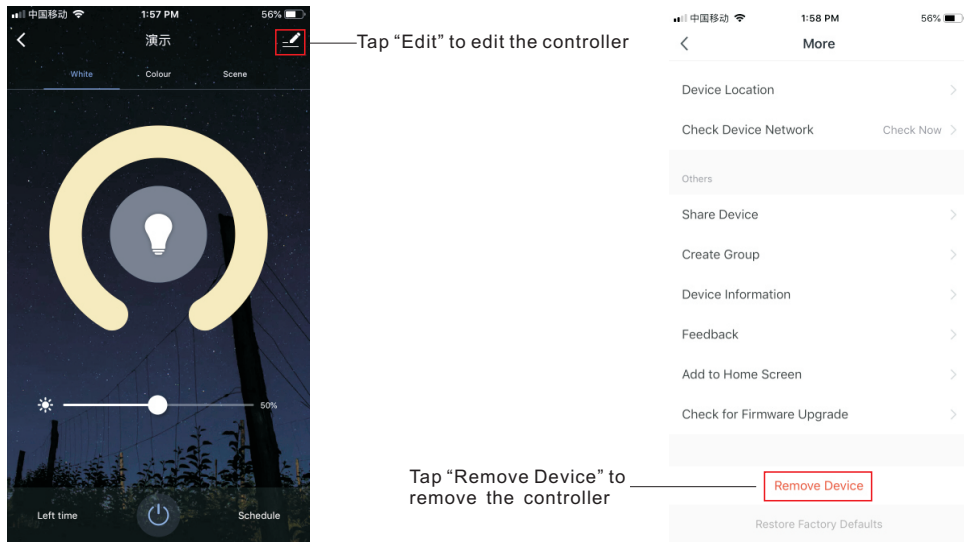 中国移动 1:57 PM 56%
演示
White Colour Scene
50%
Left time Schedule
Tap “Edit” to edit the controller
中国移动 1:58 PM 56%
More
Device Location
Check Device Network Check Now
Others
Share Device
Create Group
Device Information
Feedback
Add to Home Screen
Check for Firmware Upgrade
Tap “Remove Device” to
remove the controller
Remove Device
Restore Factory Defaults